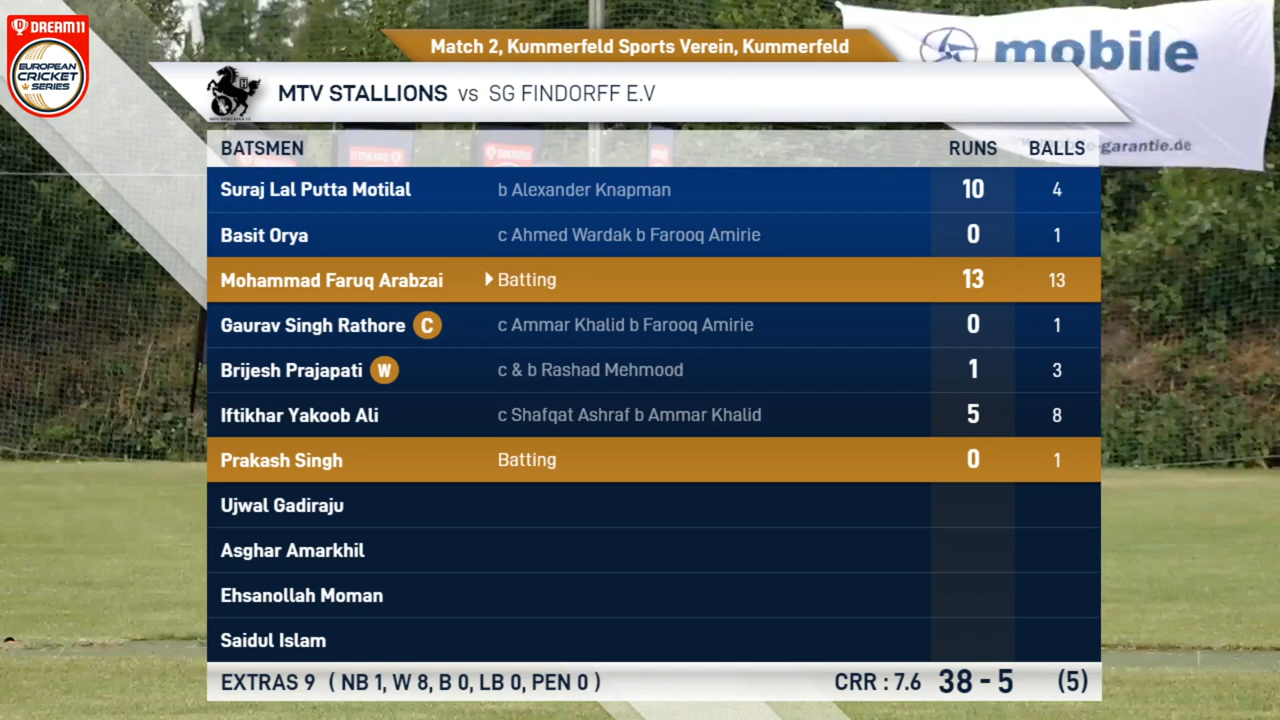 DREAM11
EUROPEAN
CRICKET
SERIES
Match 2, Kummerfeld Sports Verein, Kummerfeld
mobile
MTV STALLIONS vs SG FINDORFF E.V
-garantie.de
BATSMEN RUNS BALLS
Suraj Lal Putta Motilal b Alexander Knapman 10 4
Basit Orya c Ahmed Wardak b Farooq Amirie 0 1
Mohammad Faruq Arabzai Batting 13 13
Gaurav Singh Rathore C c Ammar Khalid b Farooq Amirie 0 1
Brijesh Prajapati W c & b Rashad Mehmood 1 3
Iftikhar Yakoob Ali c Shafqat Ashraf b Ammar Khalid 5 8
Prakash Singh Batting 0 1
Ujwal Gadiraju
Asghar Amarkhil
Ehsanollah Moman
Saidul Islam
EXTRAS 9 ( NB 1, W 8, B 0, LB 0, PEN 0 ) CRR : 7.6 38 - 5 (5)